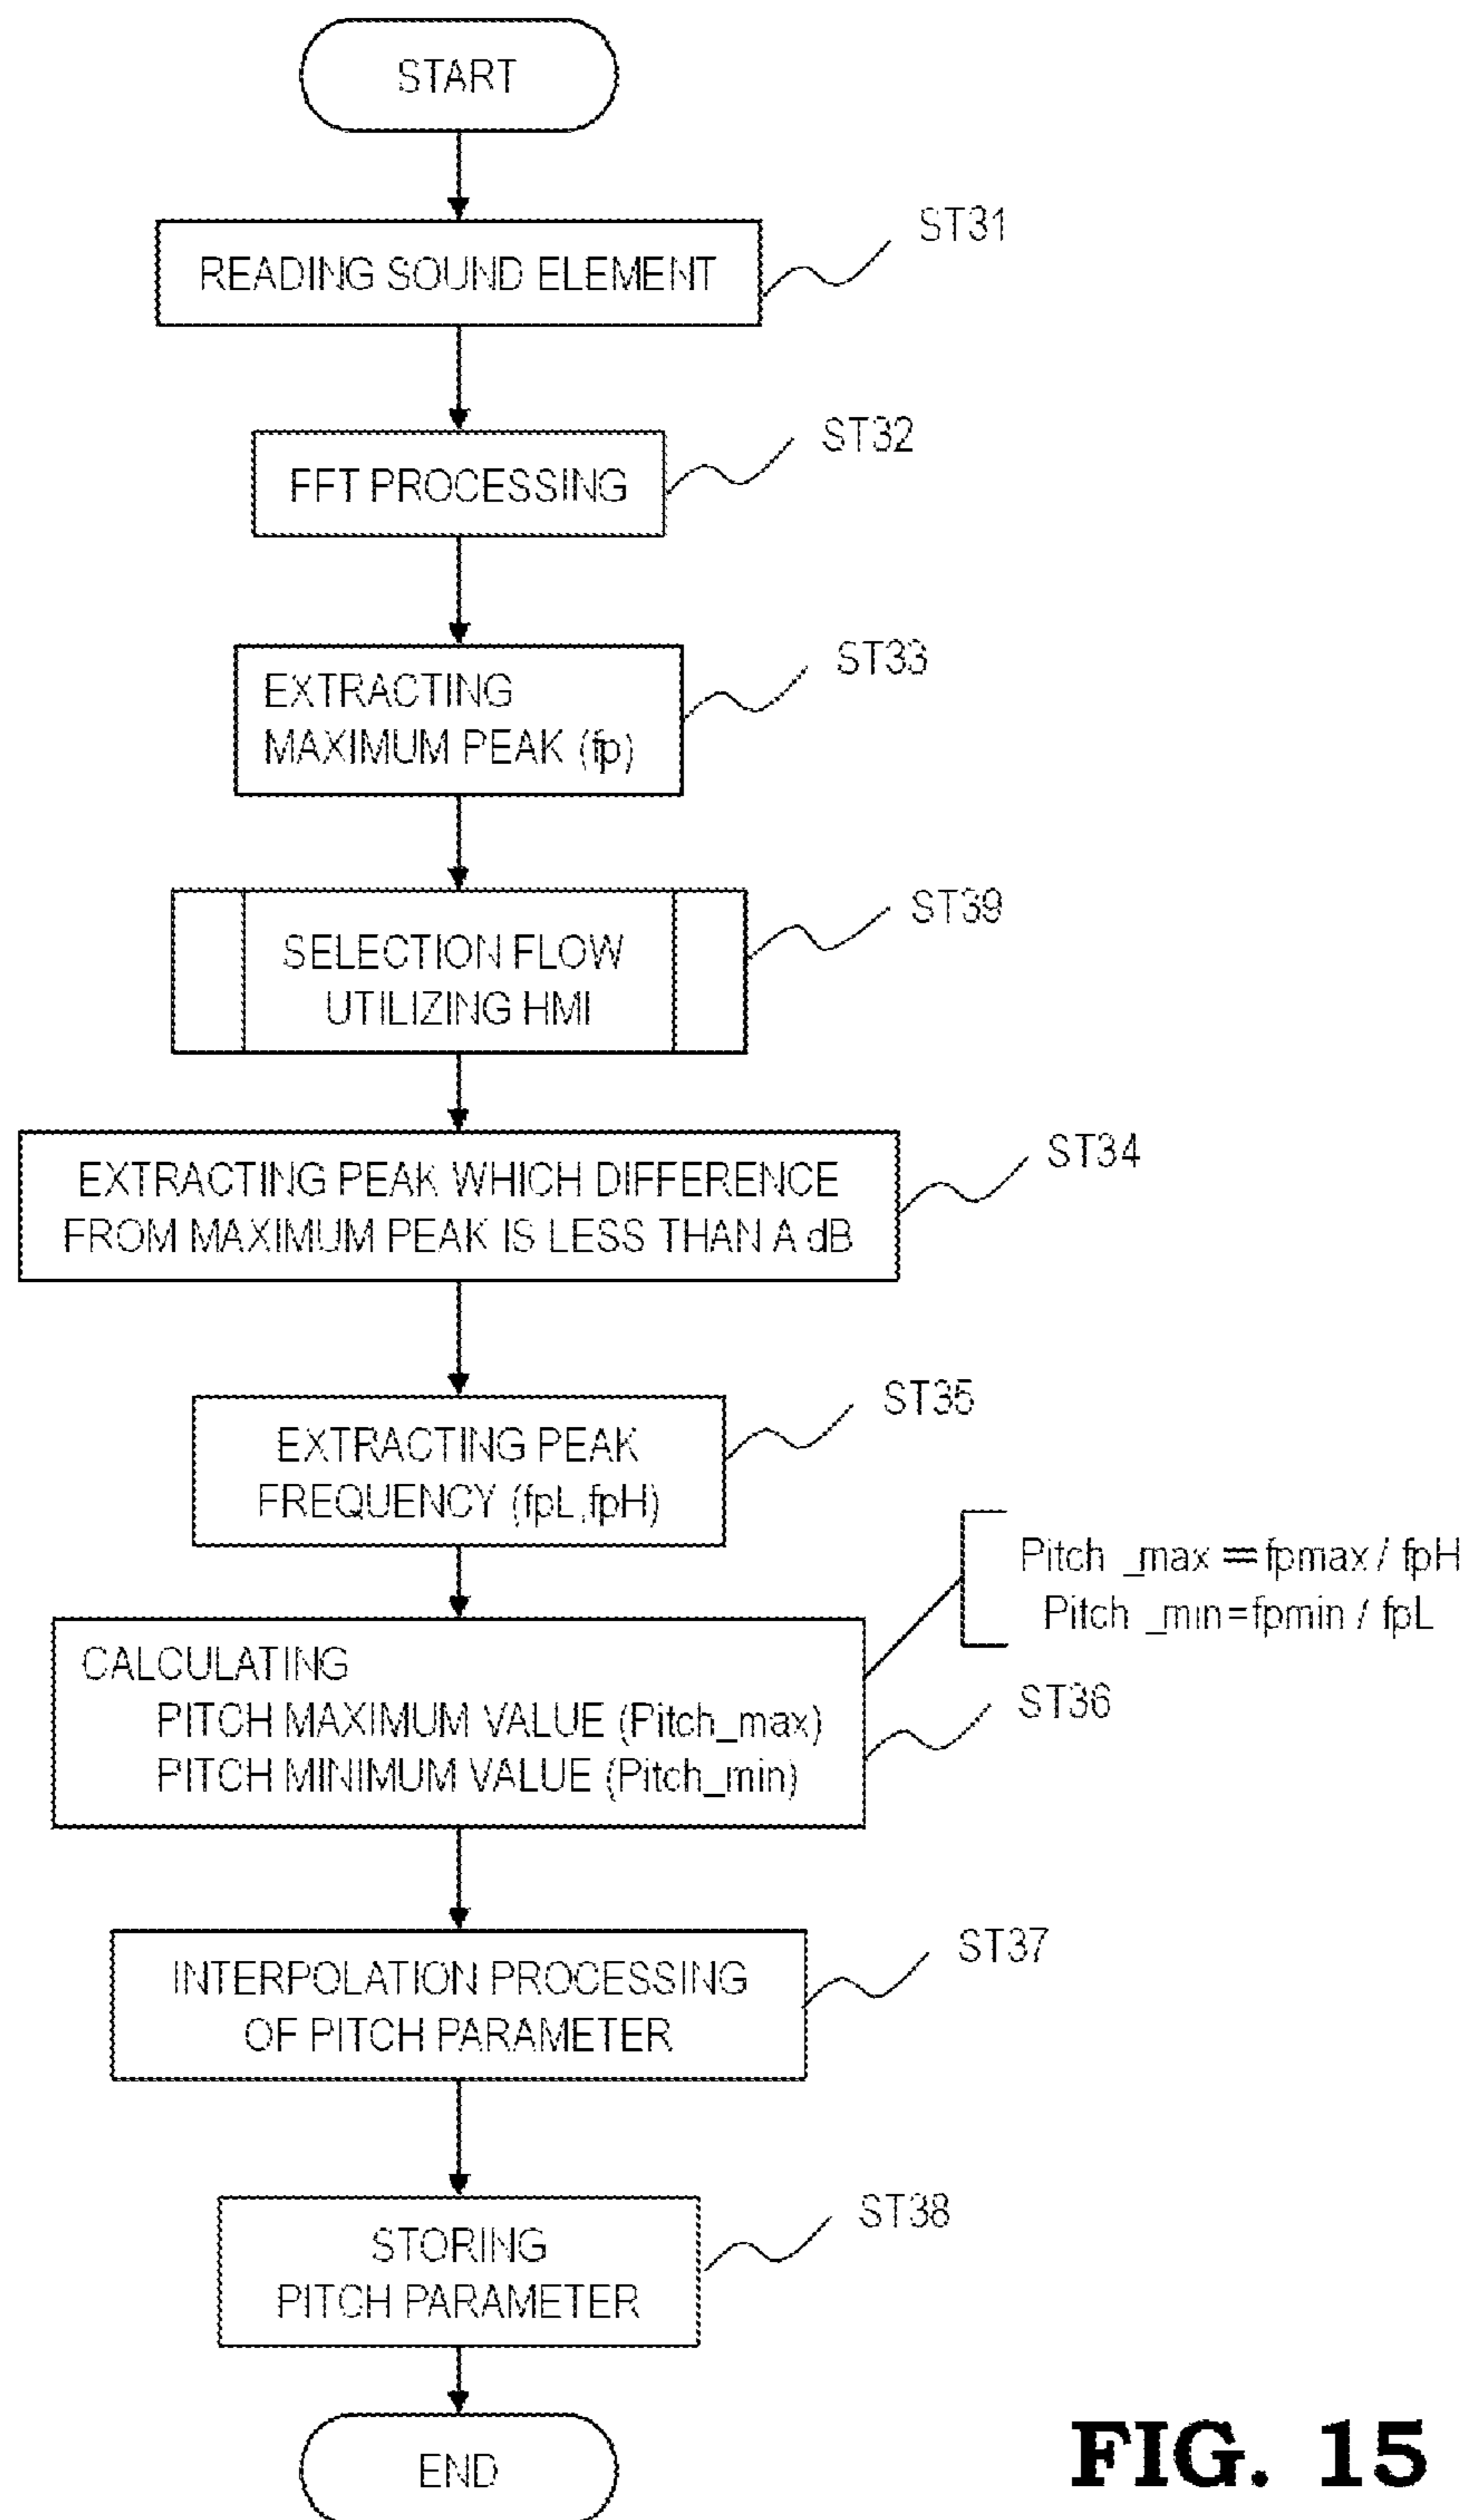 START
READING SOUND ELEMENT
ST31
FFT PROCESSING
ST32
EXTRACTING
MAXIMUM PEAK (fp)
ST33
SELECTION FLOW
UTILIZING HMI
ST39
EXTRACTING PEAK WHICH DIFFERENCE
FROM MAXIMUM PEAK IS LESS THAN A dB
ST34
EXTRACTING PEAK
FREQUENCY (fpL,fpH)
ST35
Pitch _max =fpmax / fpH
Pitch _min=fpmin / fpL
CALCULATING
PITCH MAXIMUM VALUE (Pitch_max)
PITCH MINIMUM VALUE (Pitch_min)
ST36
INTERPOLATION PROCESSING
OF PITCH PARAMETER
ST37
STORING
PITCH PARAMETER
ST38
END
FIG. 15